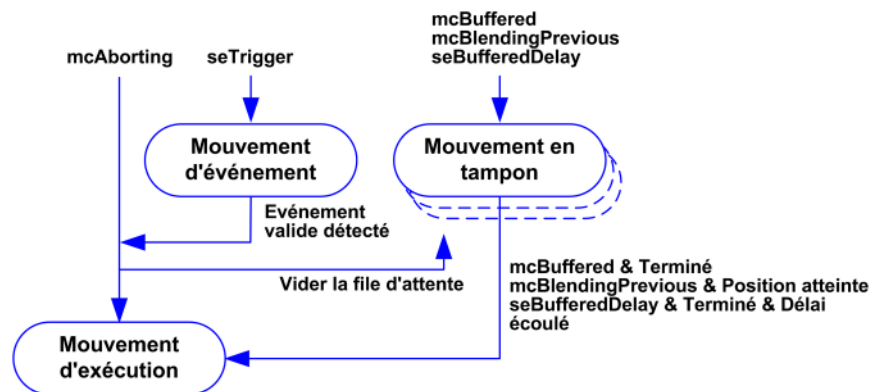 mcBuffered
mcBlendingPrevious
seBufferedDelay
mcAborting
seTrigger
Mouvement
d'événement
Mouvement en
tampon
Evénement
valide détecté
Vider la file d'attente
mcBuffered & Terminé
mcBlendingPrevious & Position atteinte
seBufferedDelay & Terminé & Délai
écoulé
Mouvement
d'exécution